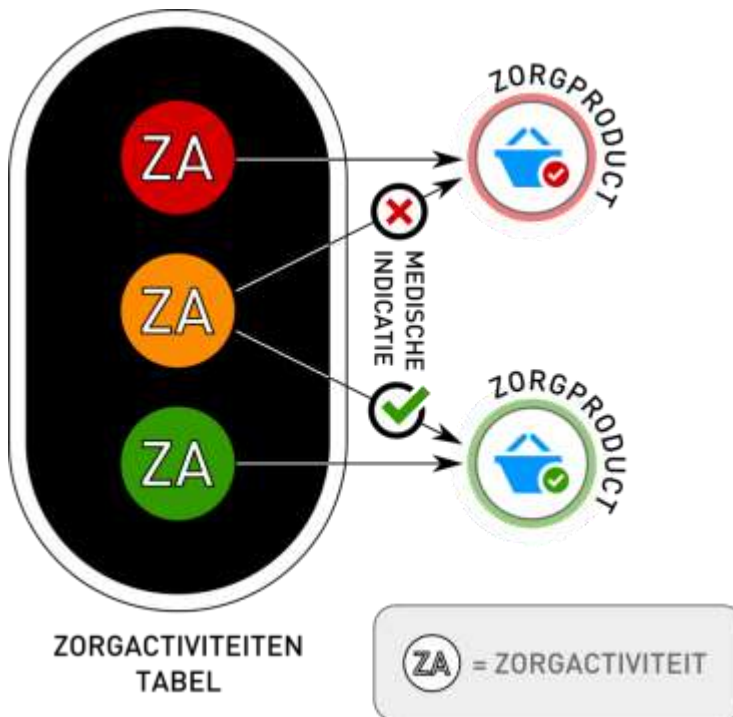 ZA
ZA
ZA
ZORGPRODUCT
MEDISCHE
INDICATIE
ZORGPRODUCT
ZORGACTIVITEITEN
TABEL
ZA = ZORGACTIVITEIT